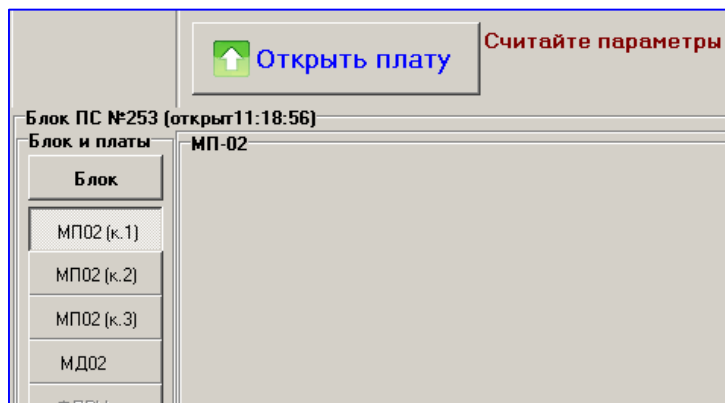 Открыть плату
Считайте параметры
Блок ПС №253 (открыт11:18:56)
Блок и платы
МП-02
Блок
МП02 (к.1)
МП02 (к.2)
МП02 (к.3)
МД02